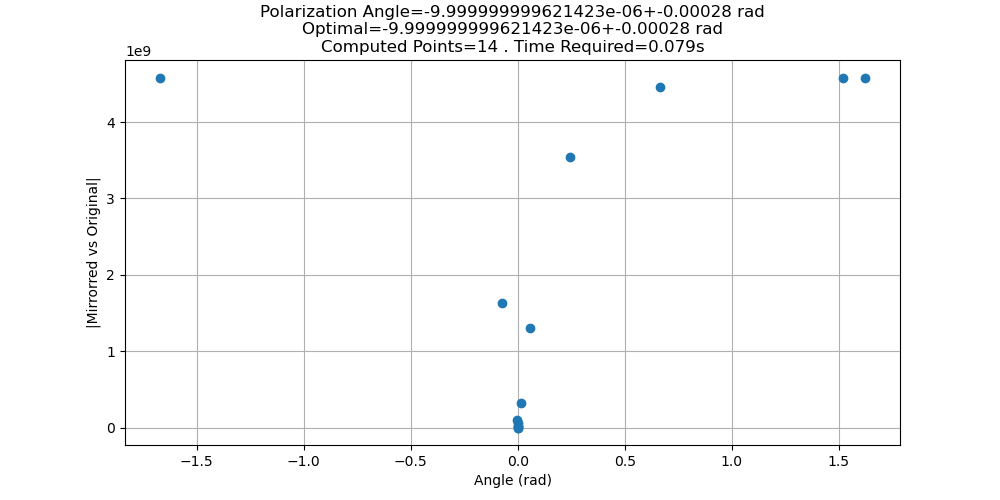 Polarization Angle=-9.999999999621423e-06+-0.00028 rad
Optimal=-9.999999999621423e-06+-0.00028 rad
Computed Points=14 . Time Required=0.079s
1e9
4
3
2
1
0
|Mirrorred vs Original|
−1.5
−1.0
−0.5
0.0
0.5
1.0
1.5
Angle (rad)